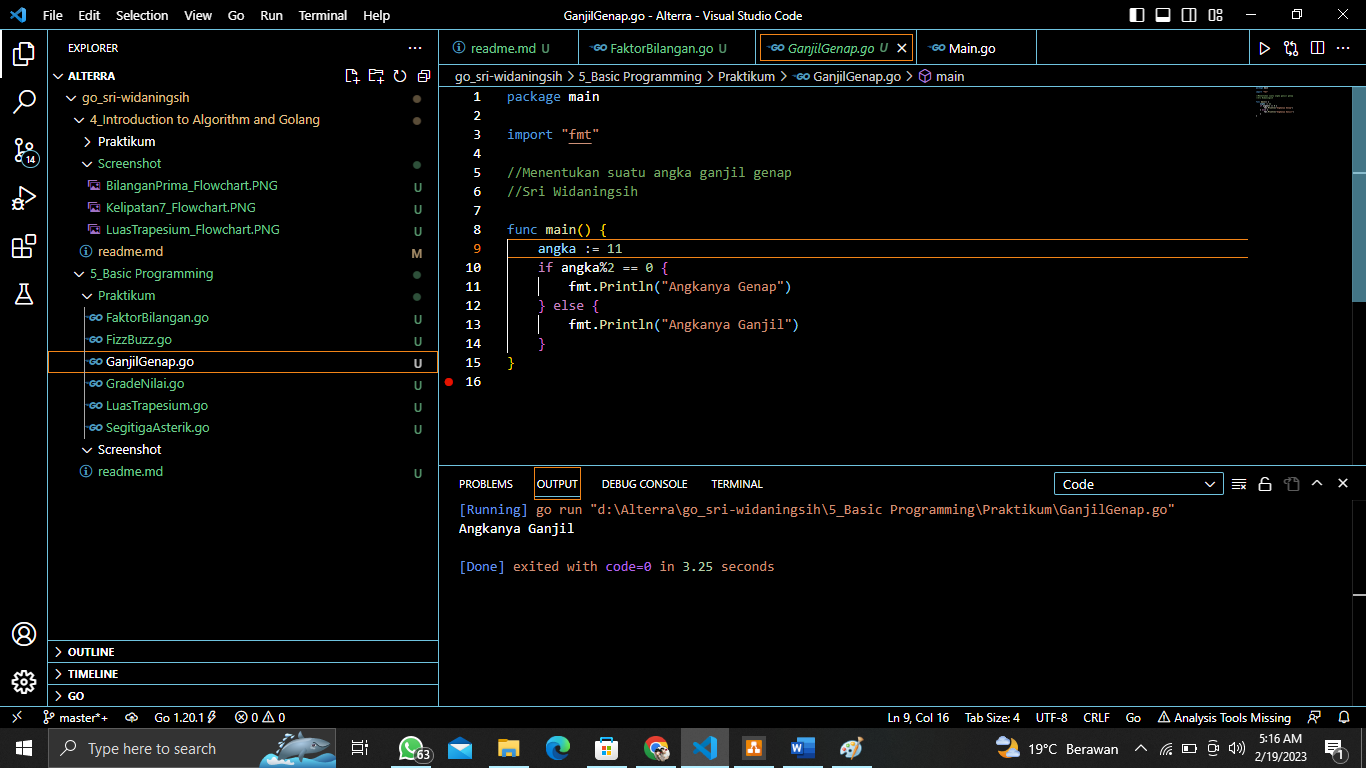 File Edit Selection View Go Run Terminal Help GanjilGenap.go - Alterra - Visual Studio Code
EXPLORER
readme.md U FaktorBilangan.go U GanjilGenap.go U Main.go
ALTERRA
go_sri-widaningsih > 5_Basic Programming > Praktikum > GanjilGenap.go > main
go_sri-widaningsih
4_Introduction to Algorithm and Golang
Praktikum
Screenshot
BilanganPrima_Flowchart.PNG U
Kelipatan7_Flowchart.PNG U
LuasTrapesium_Flowchart.PNG U
readme.md M
5_Basic Programming
Praktikum
FaktorBilangan.go U
FizzBuzz.go U
GanjilGenap.go U
GradeNilai.go U
LuasTrapesium.go U
SegitigaAsterik.go U
Screenshot
readme.md U
14
OUTLINE
TIMELINE
GO
1 package main
2
3 import "fmt"
4
5 //Menentukan suatu angka ganjil genap
6 //Sri Widaningsih
7
8 func main() {
9 angka := 11
10 if angka%2 == 0 {
11 fmt.Println("Angkanya Genap")
12 } else {
13 fmt.Println("Angkanya Ganjil")
14 }
15 }
16
PROBLEMS OUTPUT DEBUG CONSOLE TERMINAL Code
[Running] go run "d:\Alterra\go_sri-widaningsih\5_Basic Programming\Praktikum\GanjilGenap.go"
Angkanya Ganjil
[Done] exited with code=0 in 3.25 seconds
master*+ Go 1.20.1 0 0 Ln 9, Col 16 Tab Size: 4 UTF-8 CRLF Go Analysis Tools Missing
Type here to search 63 19°C Berawan 5:16 AM
2/19/2023 1